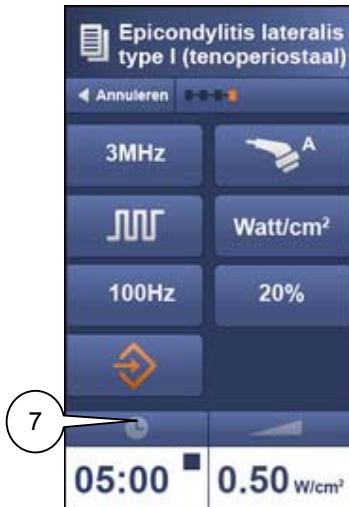 Epicondylitis lateralis
type I (tenoperiostaal)
Annuleren
3MHz
A
Watt/cm²
100Hz
20%
7
05:00
0.50 W/cm²